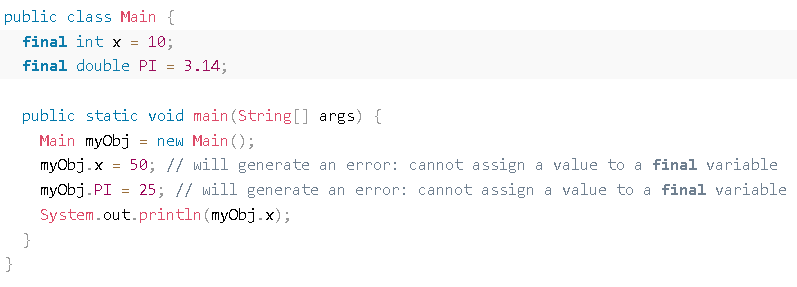 public class Main {
final int x = 10;
final double PI = 3.14;
public static void main(String[] args) {
Main myObj = new Main();
myObj.x = 50; // will generate an error: cannot assign a value to a final variable
myObj.PI = 25; // will generate an error: cannot assign a value to a final variable
System.out.println(myObj.x);
}
}